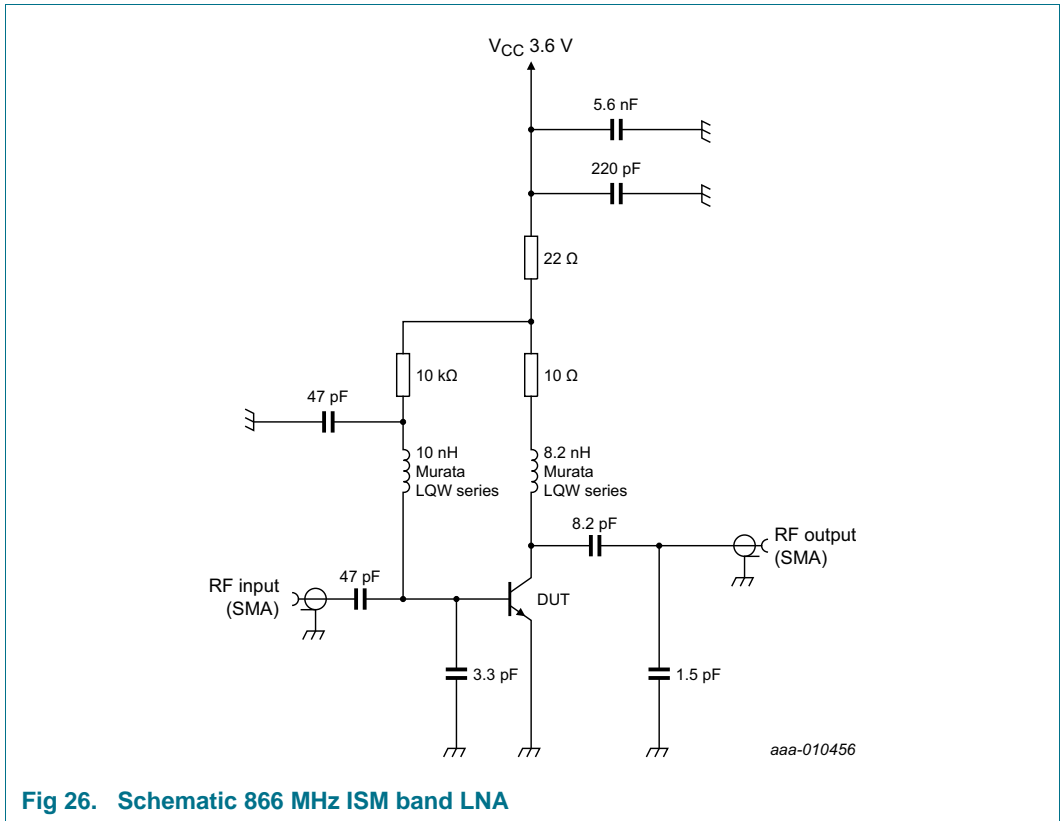 VCC 3.6 V
5.6 nF
220 pF
22 Ω
10 kΩ
10 Ω
47 pF
10 nH
Murata
LQW series
8.2 nH
Murata
LQW series
8.2 pF
RF output
(SMA)
RF input
(SMA)
47 pF
DUT
3.3 pF
1.5 pF
aaa-010456
Fig 26. Schematic 866 MHz ISM band LNA